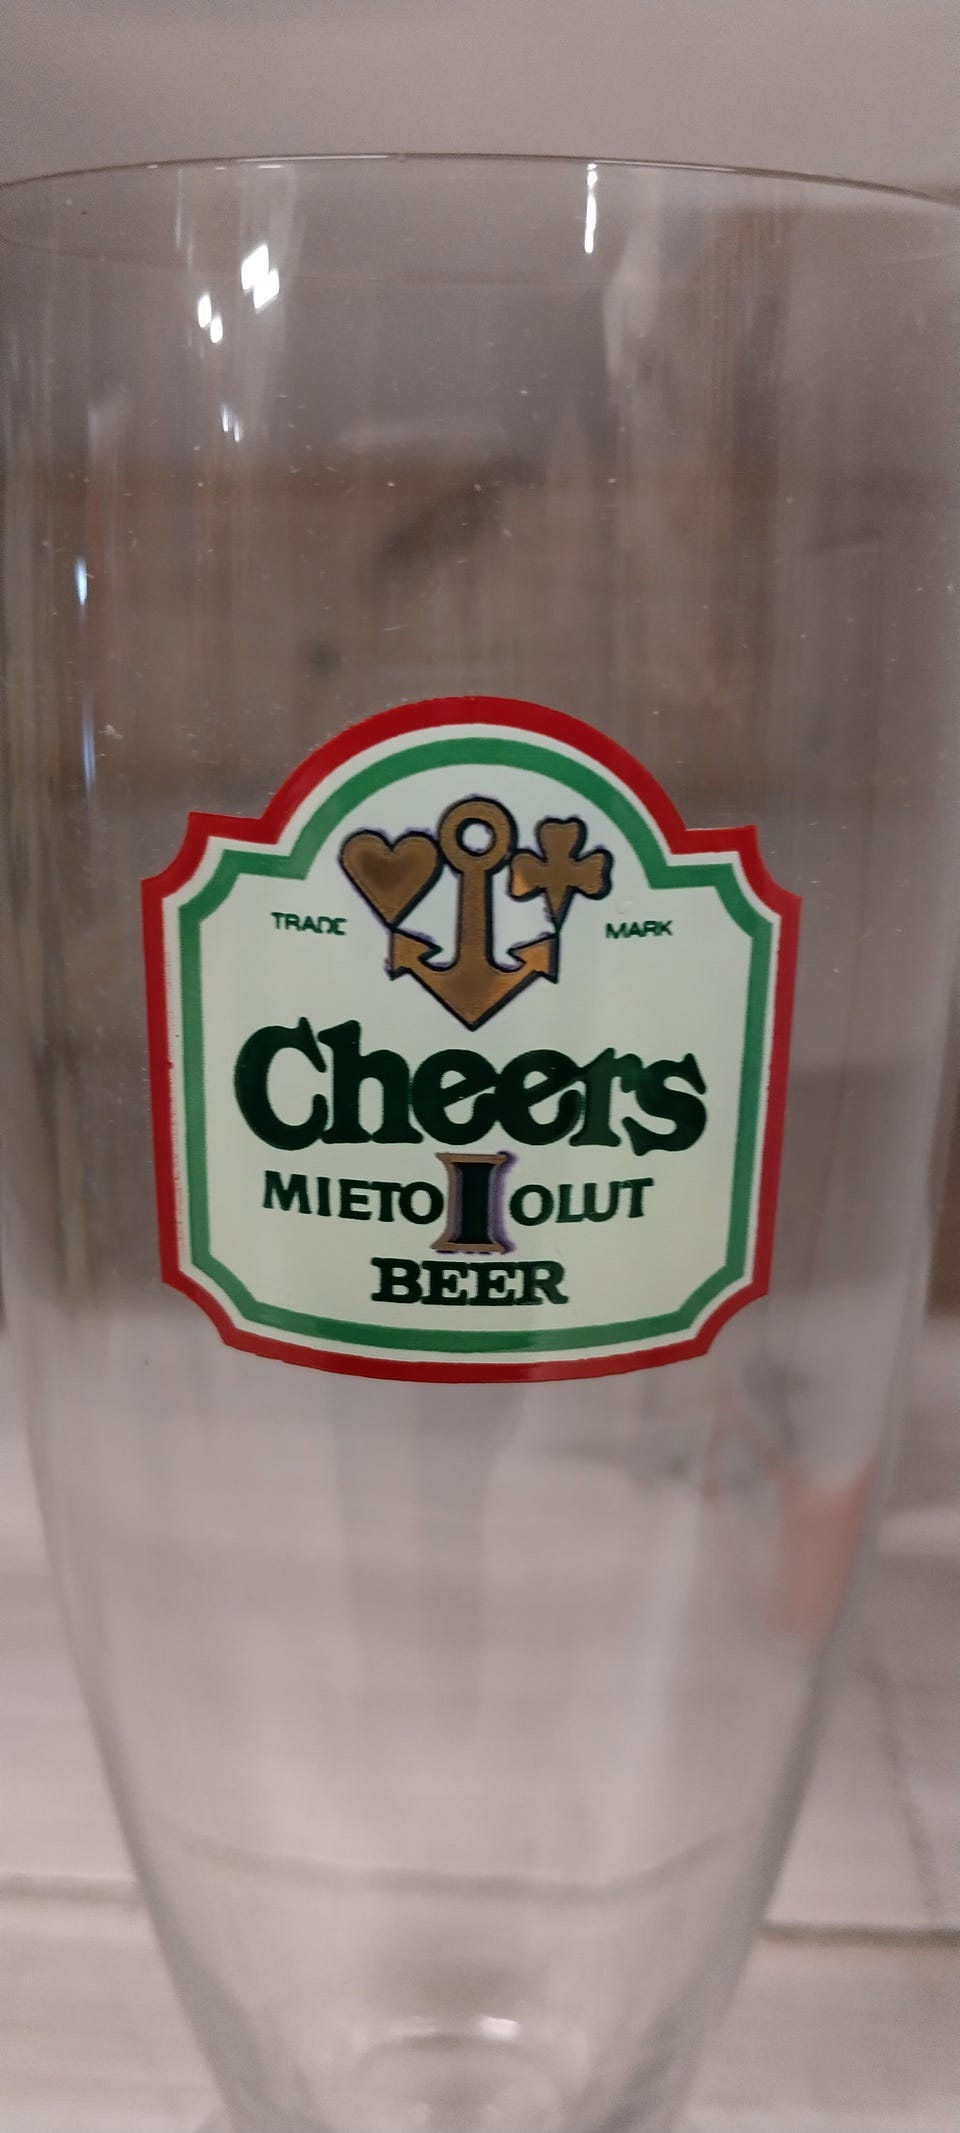 TRADE MARK
Cheers
MIETO I OLUT
BEER